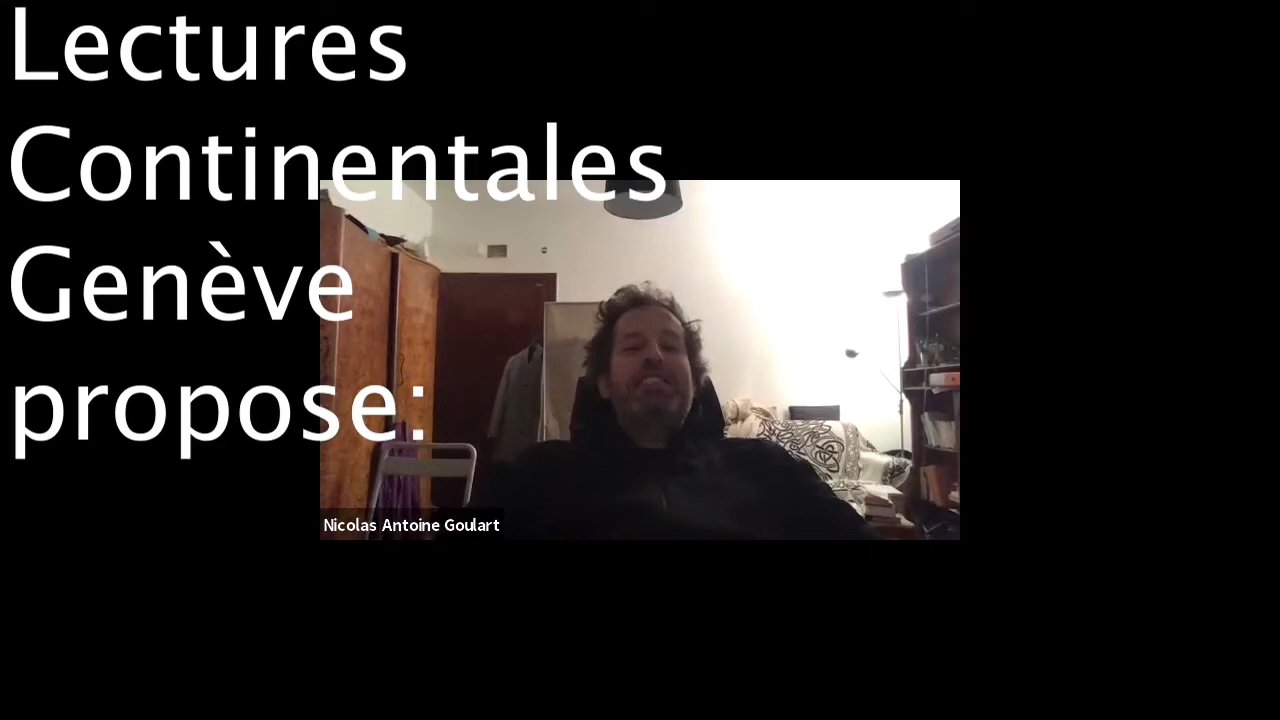 Lectures
Continentales
Genève
propose:
Nicolas Antoine Goulart